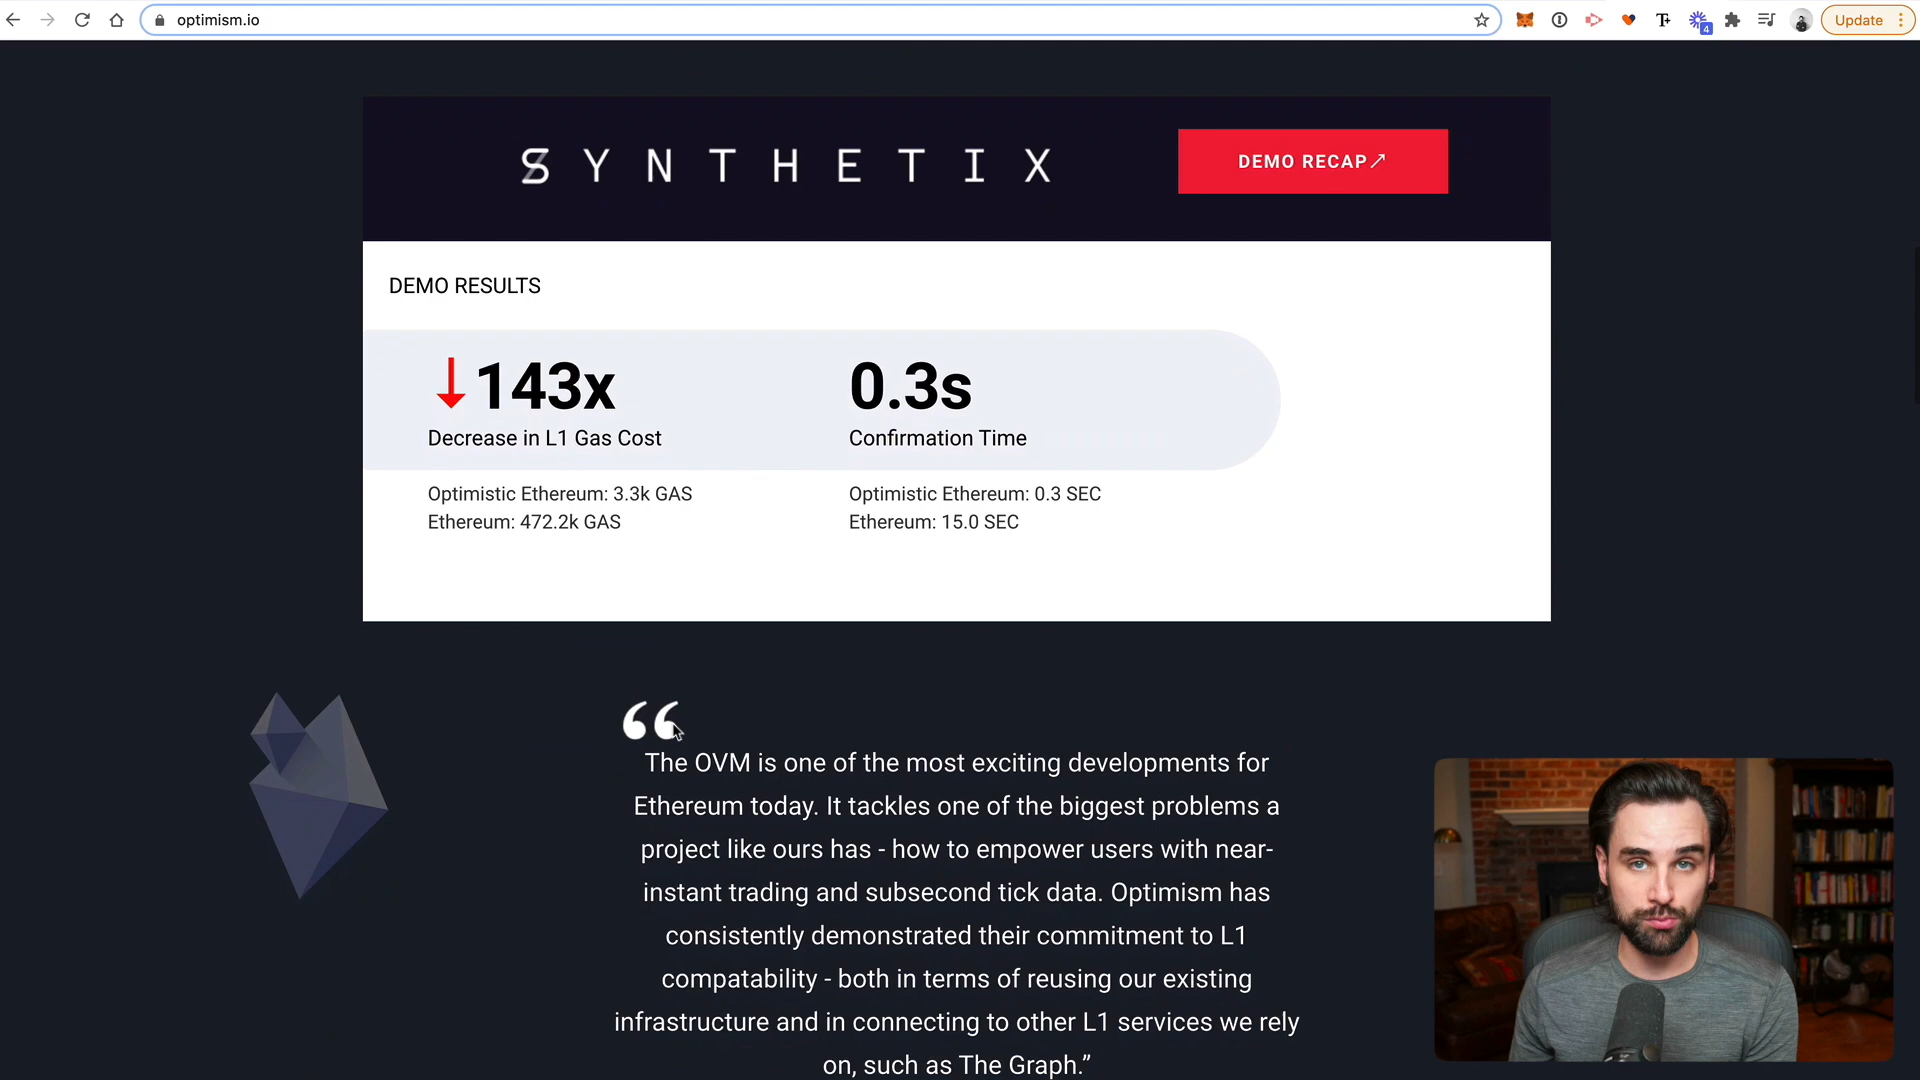 optimism.io
4
Update
SYNTHETIX
DEMO RECAP↗
DEMO RESULTS
↓143x
0.3s
Decrease in L1 Gas Cost
Confirmation Time
Optimistic Ethereum: 3.3k GAS
Optimistic Ethereum: 0.3 SEC
Ethereum: 472.2k GAS
Ethereum: 15.0 SEC
“
The OVM is one of the most exciting developments for
Ethereum today. It tackles one of the biggest problems a
project like ours has - how to empower users with near-
instant trading and subsecond tick data. Optimism has
consistently demonstrated their commitment to L1
compatability - both in terms of reusing our existing
infrastructure and in connecting to other L1 services we rely
on, such as The Graph.”